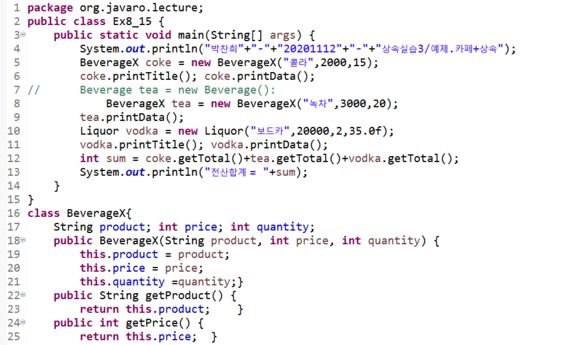 1 package org.javaro.lecture;
2 public class Ex8_15 {
3 public static void main(String[] args) {
4 System.out.println("박찬희"+"-"+"20201112"+"-"+"상속실습3/예제.카페+상속");
5 BeverageX coke = new BeverageX("콜라",2000,15);
6 coke.printTitle(); coke.printData();
7 // Beverage tea = new Beverage():
8 BeverageX tea = new BeverageX("녹차",3000,20);
9 tea.printData();
10 Liquor vodka = new Liquor("보드카",20000,2,35.0f);
11 vodka.printTitle(); vodka.printData();
12 int sum = coke.getTotal()+tea.getTotal()+vodka.getTotal();
13 System.out.println("전산합계 = "+sum);
14 }
15 }
16 class BeverageX{
17 String product; int price; int quantity;
18 public BeverageX(String product, int price, int quantity) {
19 this.product = product;
20 this.price = price;
21 this.quantity =quantity;}
22 public String getProduct() {
23 return this.product; }
24 public int getPrice() {
25 return this.price; }